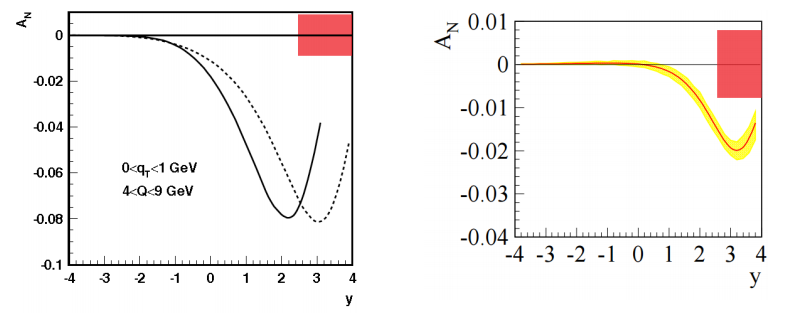 A_N
0
-0.02
-0.04
-0.06
-0.08
-0.1
0<q_T<1 GeV
4<Q<9 GeV
-4 -3 -2 -1 0 1 2 3 4
y
A_N
0.01
0
-0.01
-0.02
-0.03
-0.04
-4 -3 -2 -1 0 1 2 3 4
y